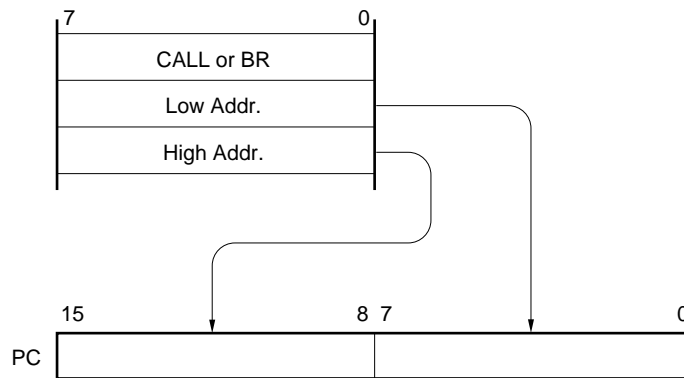 7 0
CALL or BR
Low Addr.
High Addr.
15 8 7 0
PC